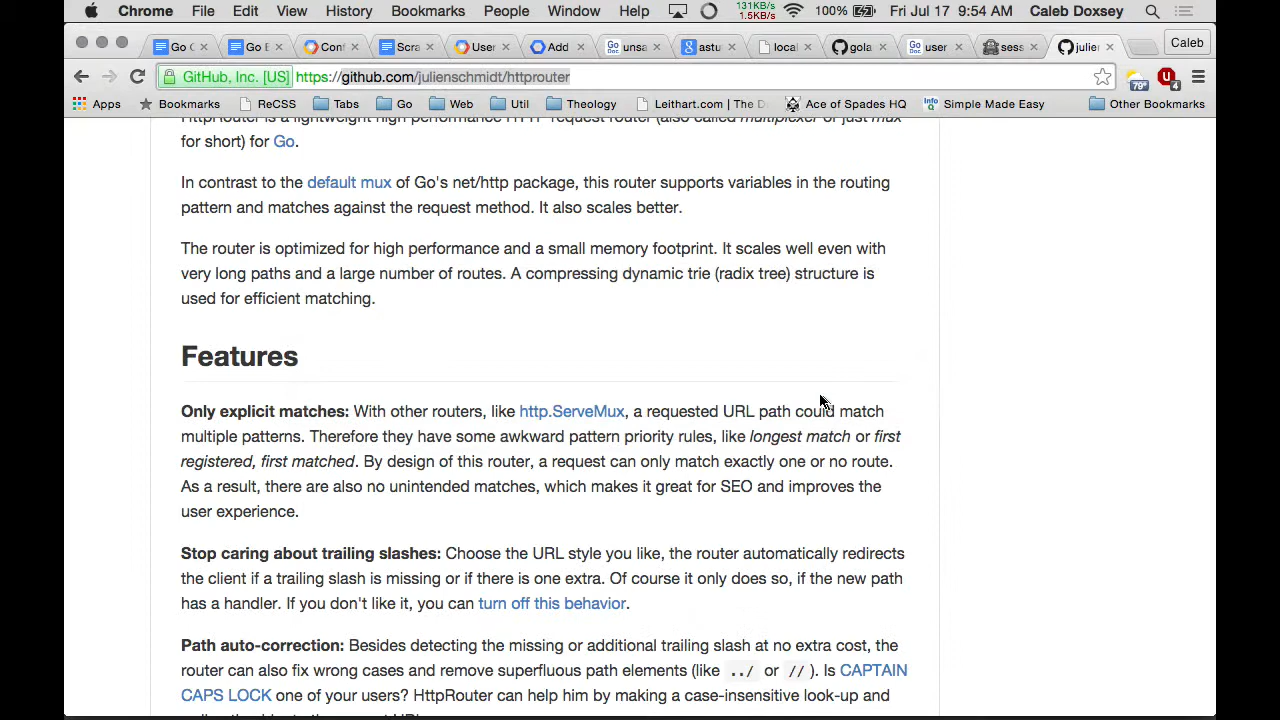 Chrome File Edit View History Bookmarks People Window Help 131KB/s 1.5KB/s 100% Fri Jul 17 9:54 AM Caleb Doxsey
Go C Go E Con Scra User Add Go Doc unsa astu local gola Go Doc user sess julien Caleb
GitHub, Inc. [US] https://github.com/julienschmidt/httprouter 79° 4
Apps Bookmarks ReCSS Tabs Go Web Util Theology Leithart.com | The D Ace of Spades HQ Info Q Simple Made Easy Other Bookmarks
HttpRouter is a lightweight high performance HTTP request router (also called multiplexer or just mux
for short) for Go.
In contrast to the default mux of Go's net/http package, this router supports variables in the routing
pattern and matches against the request method. It also scales better.
The router is optimized for high performance and a small memory footprint. It scales well even with
very long paths and a large number of routes. A compressing dynamic trie (radix tree) structure is
used for efficient matching.
Features
Only explicit matches: With other routers, like http.ServeMux, a requested URL path could match
multiple patterns. Therefore they have some awkward pattern priority rules, like longest match or first
registered, first matched. By design of this router, a request can only match exactly one or no route.
As a result, there are also no unintended matches, which makes it great for SEO and improves the
user experience.
Stop caring about trailing slashes: Choose the URL style you like, the router automatically redirects
the client if a trailing slash is missing or if there is one extra. Of course it only does so, if the new path
has a handler. If you don't like it, you can turn off this behavior.
Path auto-correction: Besides detecting the missing or additional trailing slash at no extra cost, the
router can also fix wrong cases and remove superfluous path elements (like ../ or //). Is CAPTAIN
CAPS LOCK one of your users? HttpRouter can help him by making a case-insensitive look-up and